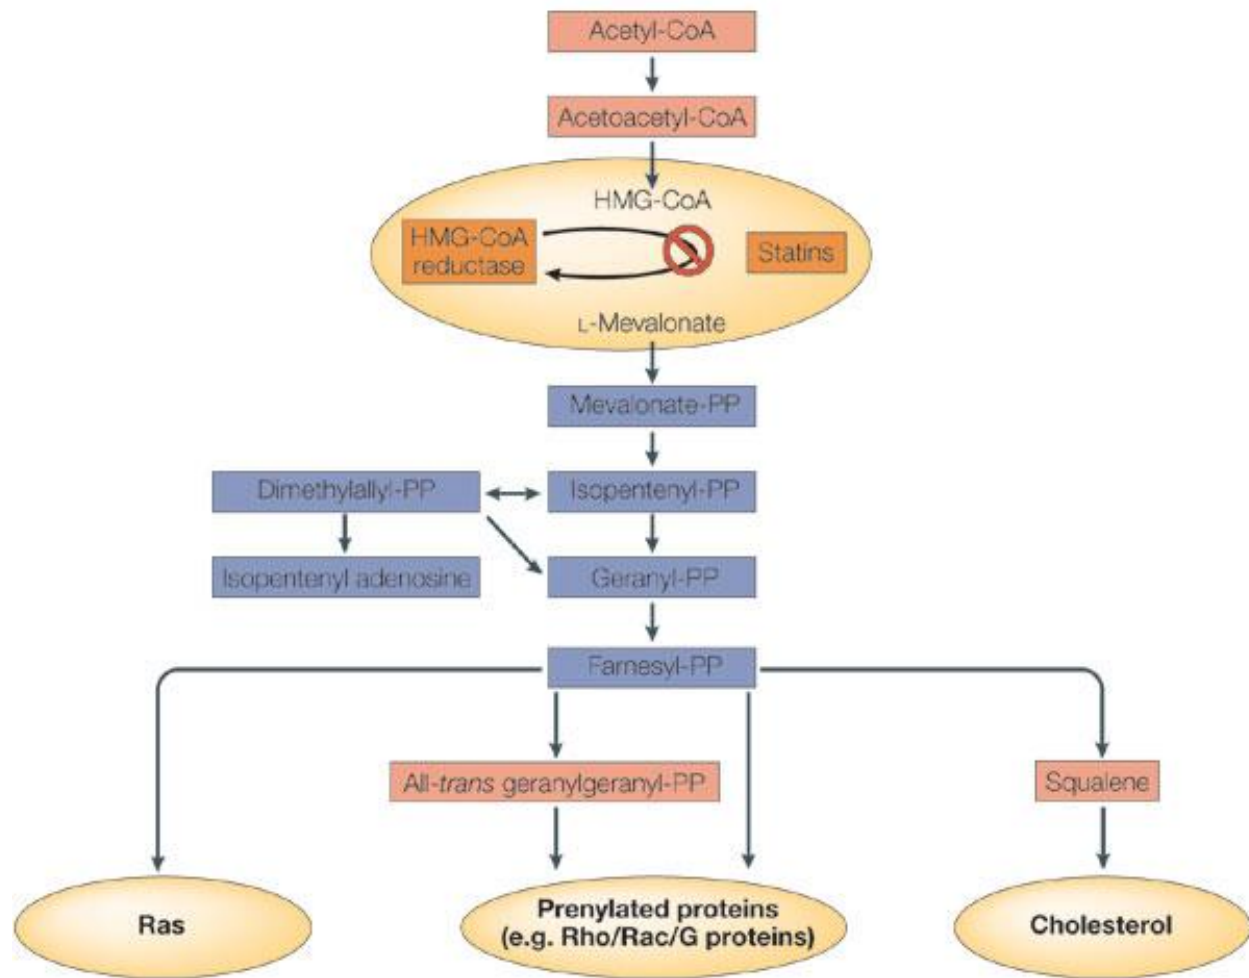 Acetyl-CoA
Acetoacetyl-CoA
HMG-CoA
HMG-CoA
reductase
Statins
L-Mevalonate
Mevalonate-PP
Dimethylallyl-PP
Isopentenyl-PP
Isopentenyl adenosine
Geranyl-PP
Farnesyl-PP
All-trans geranylgeranyl-PP
Squalene
Ras
Prenylated proteins
(e.g. Rho/Rac/G proteins)
Cholesterol